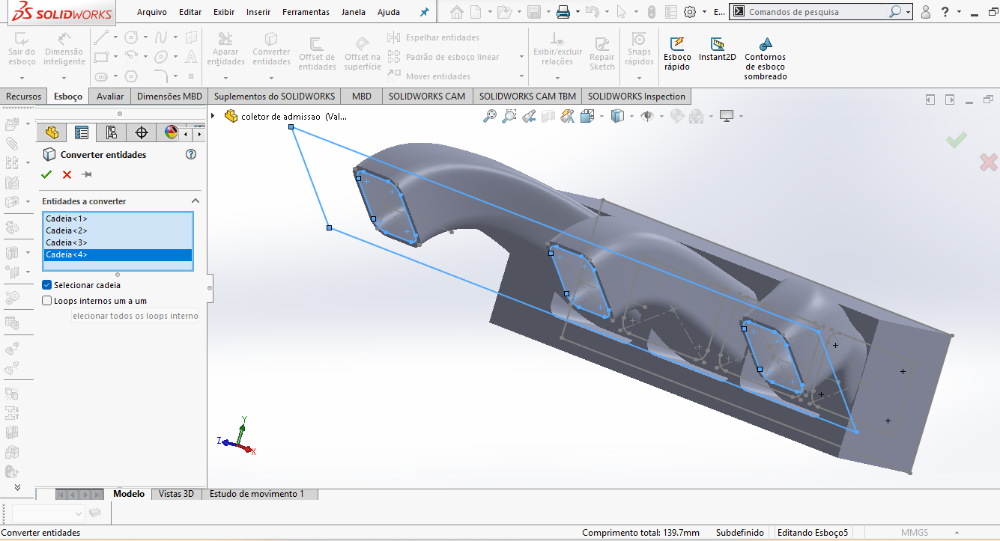 SOLIDWORKS
Arquivo Editar Exibir Inserir Ferramentas Janela Ajuda
E...
Comandos de pesquisa
?
Sair do esboço
Dimensão inteligente
Aparar entidades
Converter entidades
Offset de entidades
Offset na superfície
Espelhar entidades
Padrão de esboço linear
Mover entidades
Exibir/excluir relações
Repair Sketch
Snaps rápidos
Esboço rápido
Instant2D
Contornos de esboço sombreado
Recursos Esboço Avaliar Dimensões MBD Suplementos do SOLIDWORKS MBD SOLIDWORKS CAM SOLIDWORKS CAM TBM SOLIDWORKS Inspection
coletor de admissao (Val...
Converter entidades
?
Entidades a converter
Cadeia<1>
Cadeia<2>
Cadeia<3>
Cadeia<4>
Selecionar cadeia
Loops internos um a um
elecionar todos os loops interno
Y
Z
X
Modelo Vistas 3D Estudo de movimento 1
Converter entidades
Comprimento total: 139.7mm Subdefinido Editando Esboço5 MMGS